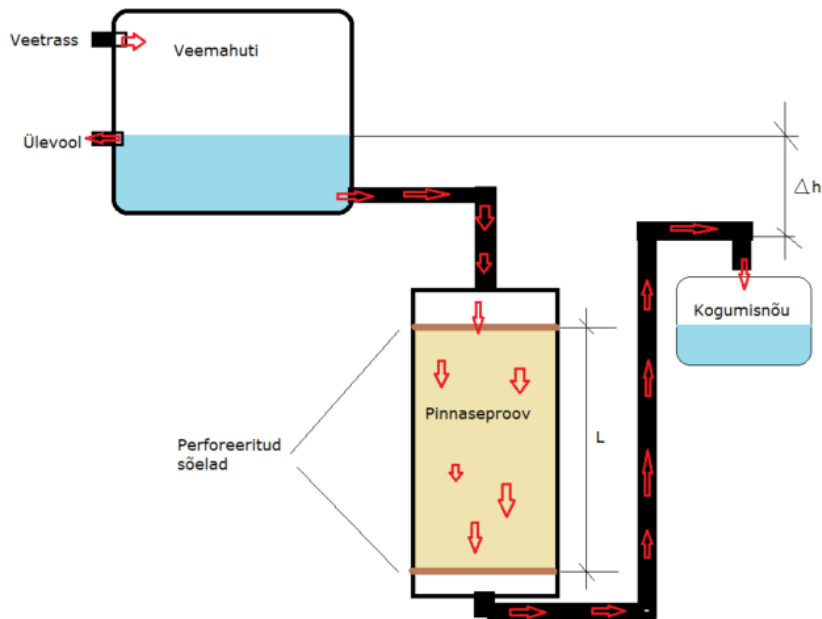 Veetrass
Veemahuti
Ülevool
△h
Kogumisnõu
Pinnaseproov
L
Perforeeritud
sõelad